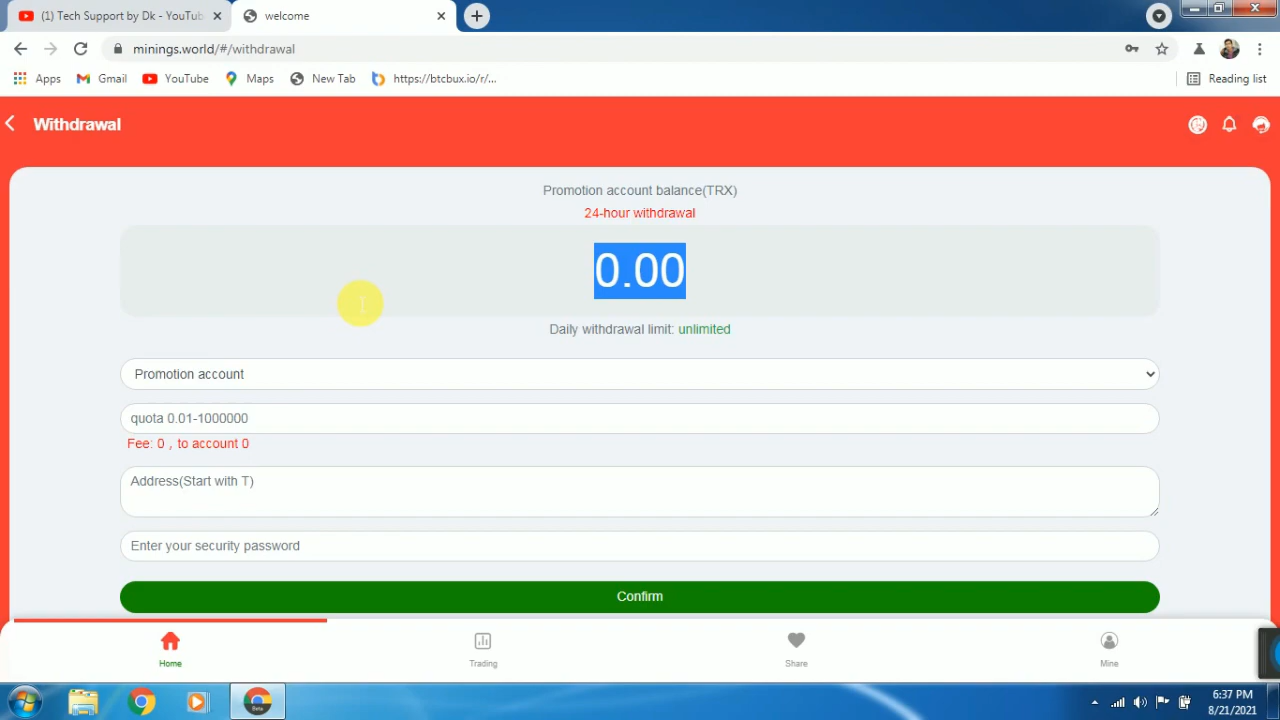 (1) Tech Support by Dk - YouTub
welcome
minings.world/#/withdrawal
Apps
Gmail
YouTube
Maps
New Tab
https://btcbux.io/r/...
Reading list
Withdrawal
Promotion account balance(TRX)
24-hour withdrawal
0.00
Daily withdrawal limit: unlimited
Promotion account
quota 0.01-1000000
Fee: 0 , to account 0
Address(Start with T)
Enter your security password
Confirm
Home
Trading
Share
Mine
Beta
6:37 PM
8/21/2021